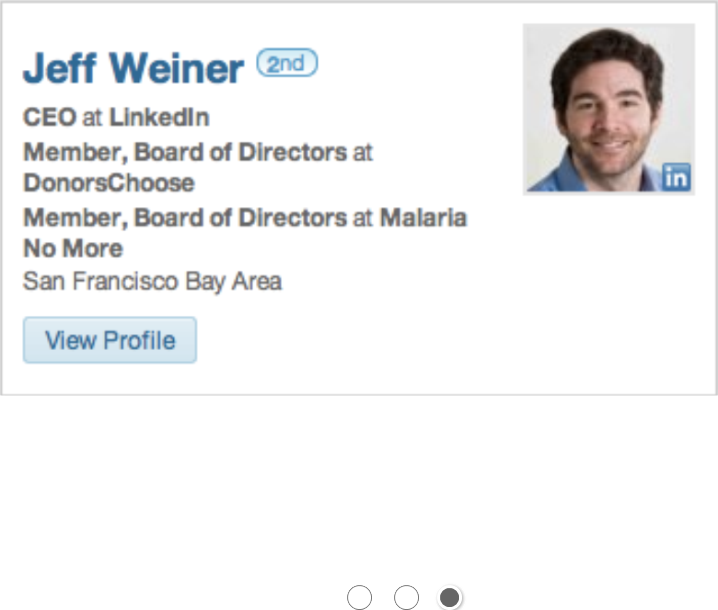 Jeff Weiner 2nd
CEO at LinkedIn
Member, Board of Directors at
DonorsChoose
Member, Board of Directors at Malaria
No More
San Francisco Bay Area
View Profile
in